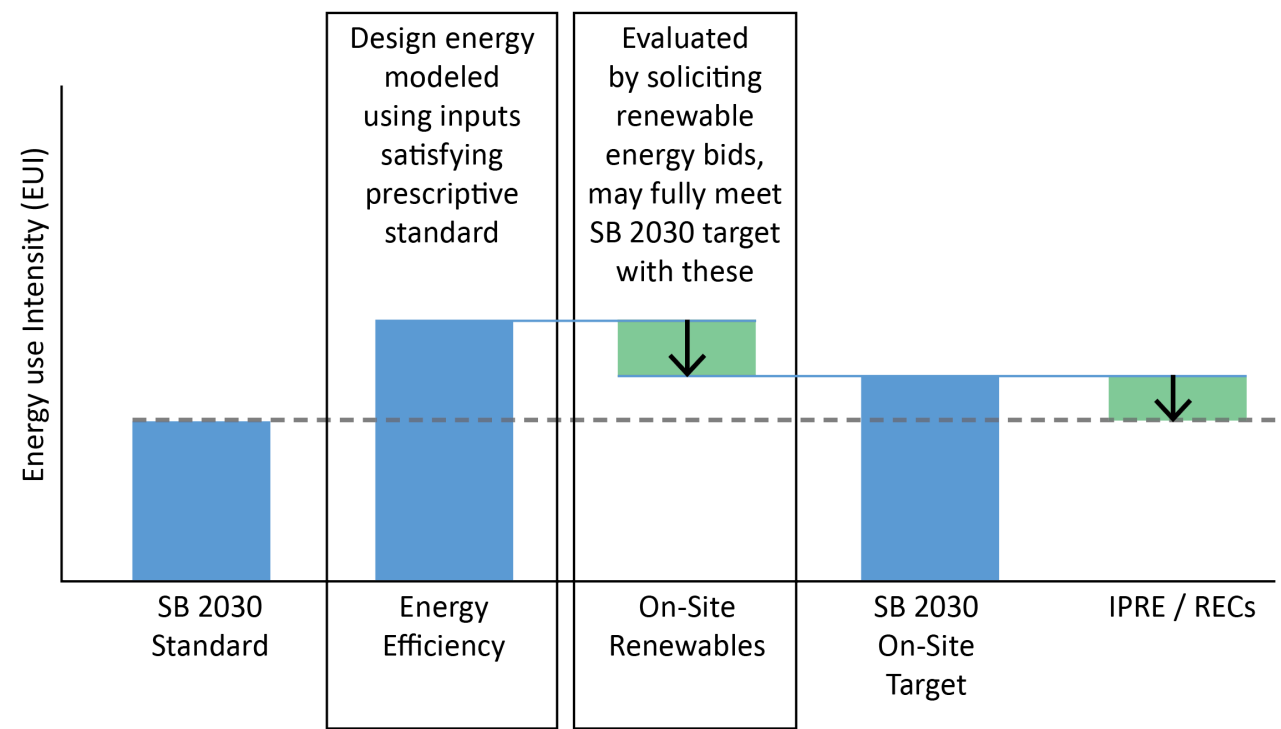 Energy use Intensity (EUI)
Design energy
modeled
using inputs
satisfying
prescriptive
standard
Evaluated
by soliciting
renewable
energy bids,
may fully meet
SB 2030 target
with these
SB 2030
Standard
Energy
Efficiency
On-Site
Renewables
SB 2030
On-Site
Target
IPRE / RECs